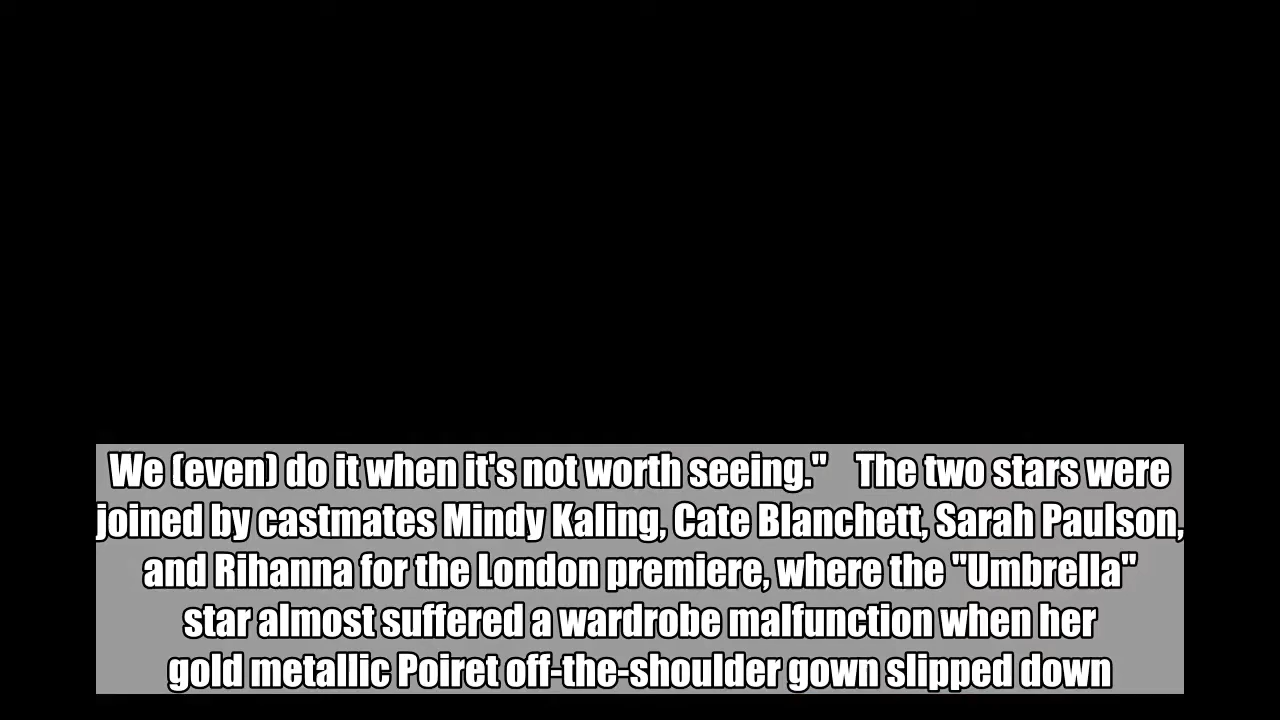 We (even) do it when it's not worth seeing."    The two stars were
joined by castmates Mindy Kaling, Cate Blanchett, Sarah Paulson,
and Rihanna for the London premiere, where the "Umbrella"
star almost suffered a wardrobe malfunction when her
gold metallic Poiret off-the-shoulder gown slipped down